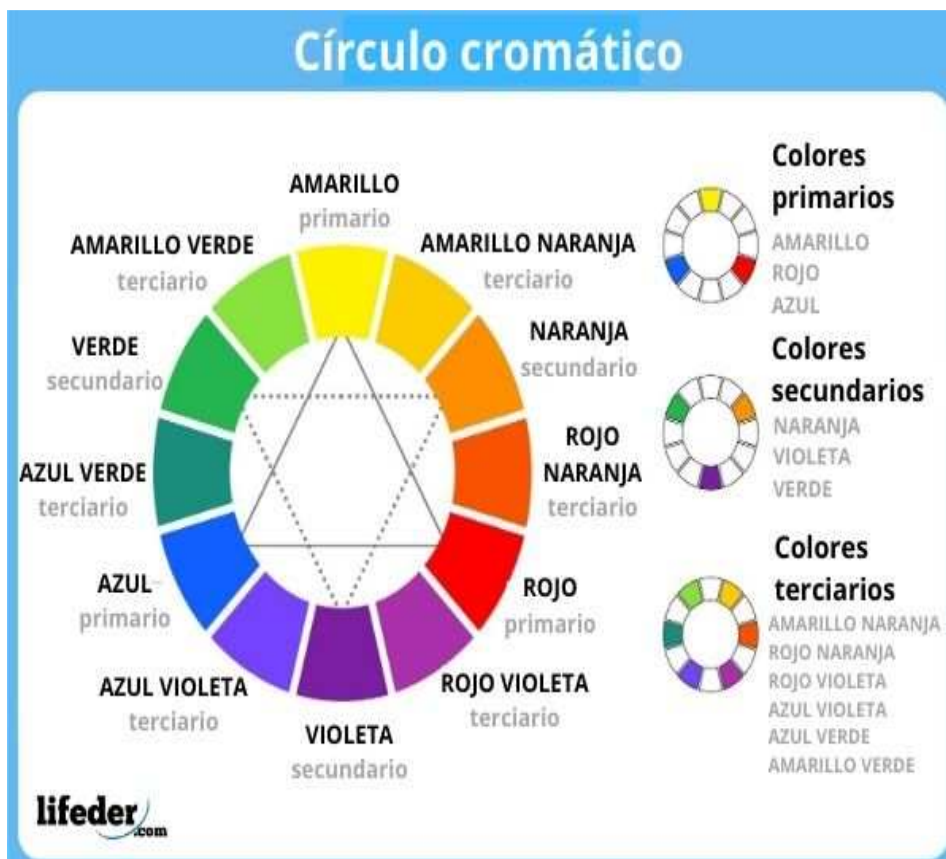 Círculo cromático
AMARILLO
primario
AMARILLO VERDE
terciario
AMARILLO NARANJA
terciario
VERDE
secundario
NARANJA
secundario
AZUL VERDE
terciario
ROJO
NARANJA
terciario
AZUL
primario
ROJO
primario
AZUL VIOLETA
terciario
ROJO VIOLETA
terciario
VIOLETA
secundario
Colores
primarios
AMARILLO
ROJO
AZUL
Colores
secundarios
NARANJA
VIOLETA
VERDE
Colores
terciarios
AMARILLO NARANJA
ROJO NARANJA
ROJO VIOLETA
AZUL VIOLETA
AZUL VERDE
AMARILLO VERDE
lifeder
.com